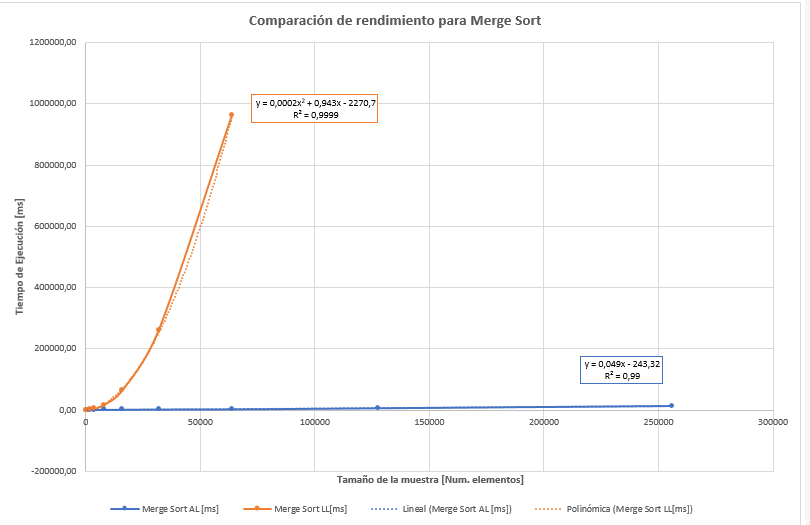 Comparación de rendimiento para Merge Sort
1200000,00
1000000,00
800000,00
600000,00
400000,00
200000,00
0,00
-200000,00
Tiempo de Ejecución [ms]
y = 0,0002x² + 0,943x - 2270,7
R² = 0,9999
y = 0,049x - 243,32
R² = 0,99
0 50000 100000 150000 200000 250000 300000
Tamaño de la muestra [Num. elementos]
Merge Sort AL [ms] Merge Sort LL[ms] Lineal (Merge Sort AL [ms]) Polinómica (Merge Sort LL[ms])